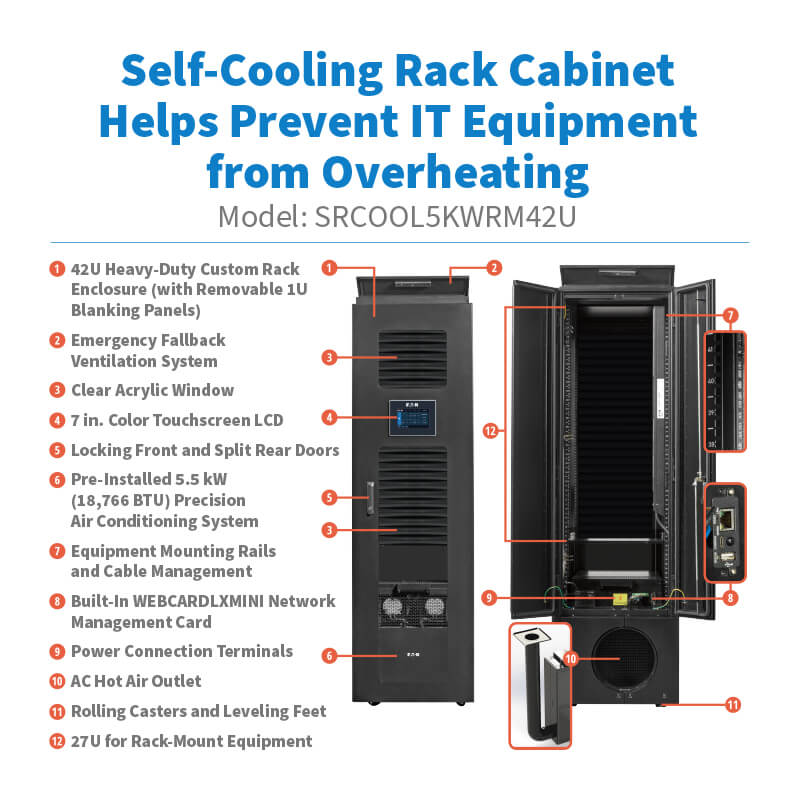 Self-Cooling Rack Cabinet
Helps Prevent IT Equipment
from Overheating
Model: SRCOOL5KWRM42U
1 42U Heavy-Duty Custom Rack
Enclosure (with Removable 1U
Blanking Panels)
2 Emergency Fallback
Ventilation System
3 Clear Acrylic Window
4 7 in. Color Touchscreen LCD
5 Locking Front and Split Rear Doors
6 Pre-Installed 5.5 kW
(18,766 BTU) Precision
Air Conditioning System
7 Equipment Mounting Rails
and Cable Management
8 Built-In WEBCARDLXMINI Network
Management Card
9 Power Connection Terminals
10 AC Hot Air Outlet
11 Rolling Casters and Leveling Feet
12 27U for Rack-Mount Equipment
1
2
3
EATON
4
5
3
6
EATON
7
41
40
39
38
12
9
8
10
11